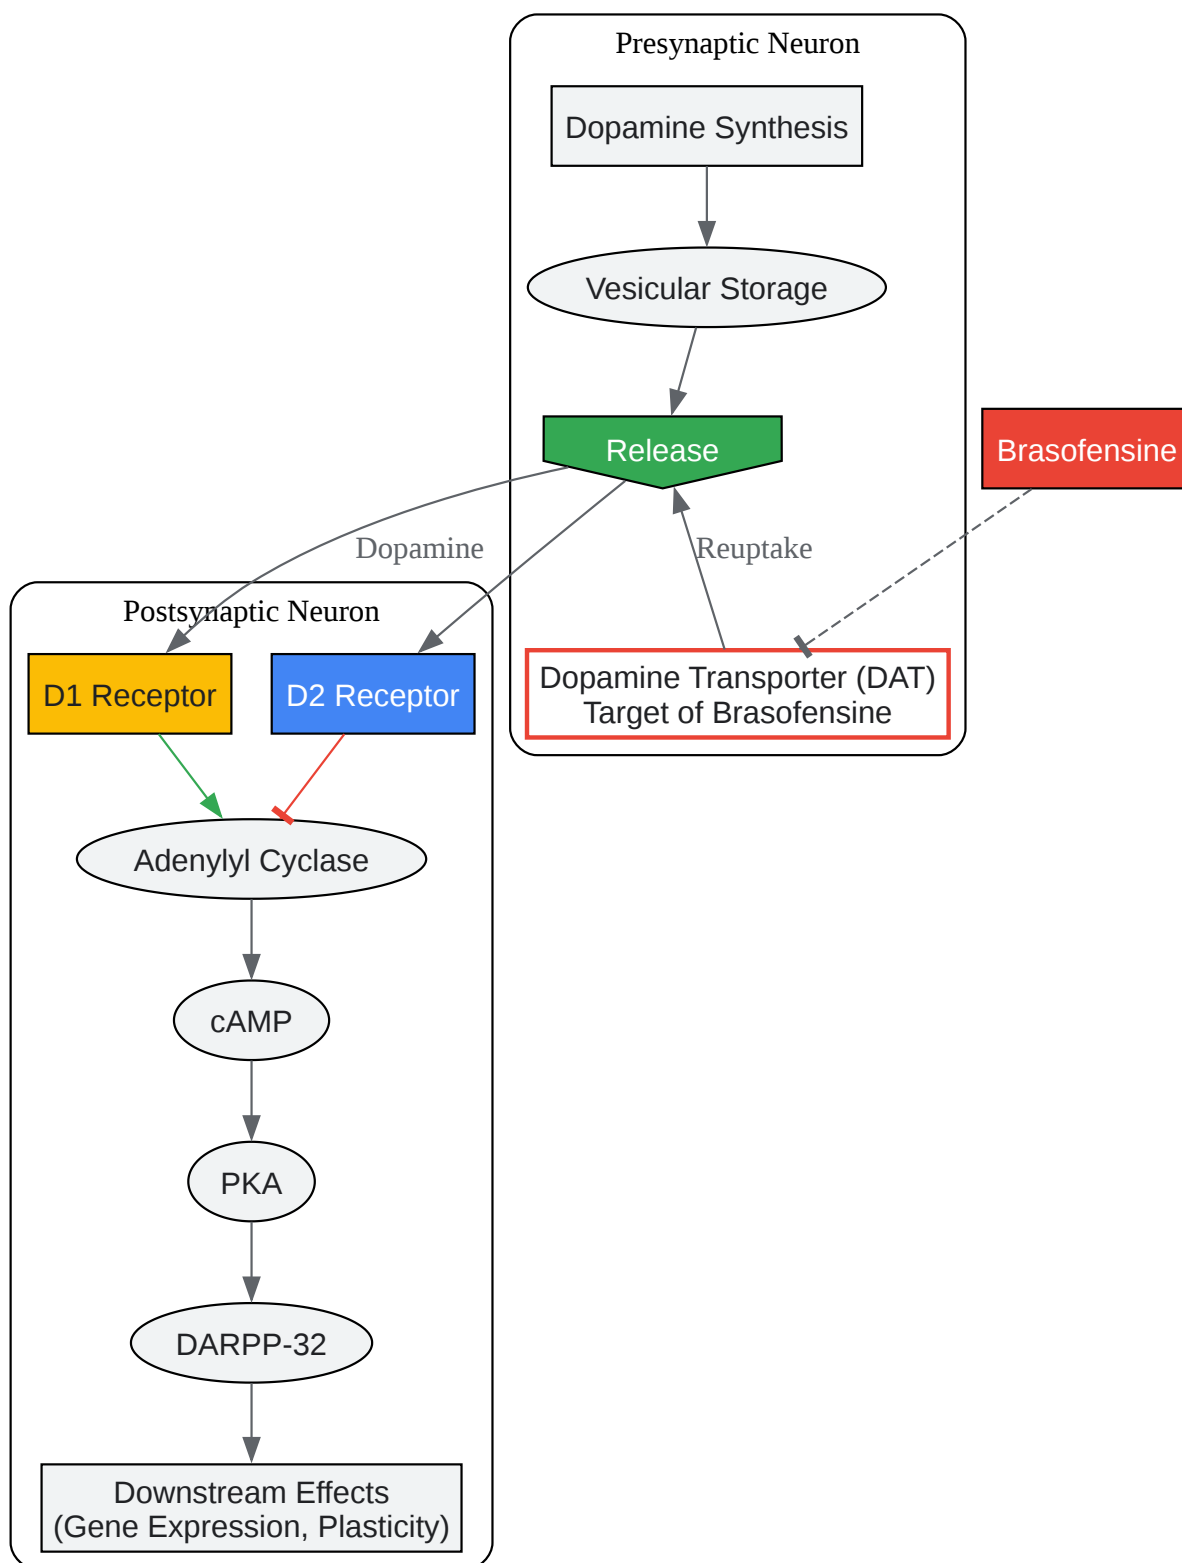 Presynaptic Neuron
Dopamine Synthesis
Vesicular Storage
Release
Brasofensine
Dopamine
Reuptake
Postsynaptic Neuron
D1 Receptor
D2 Receptor
Dopamine Transporter (DAT)
Target of Brasofensine
Adenylyl Cyclase
cAMP
PKA
DARPP-32
Downstream Effects
(Gene Expression, Plasticity)